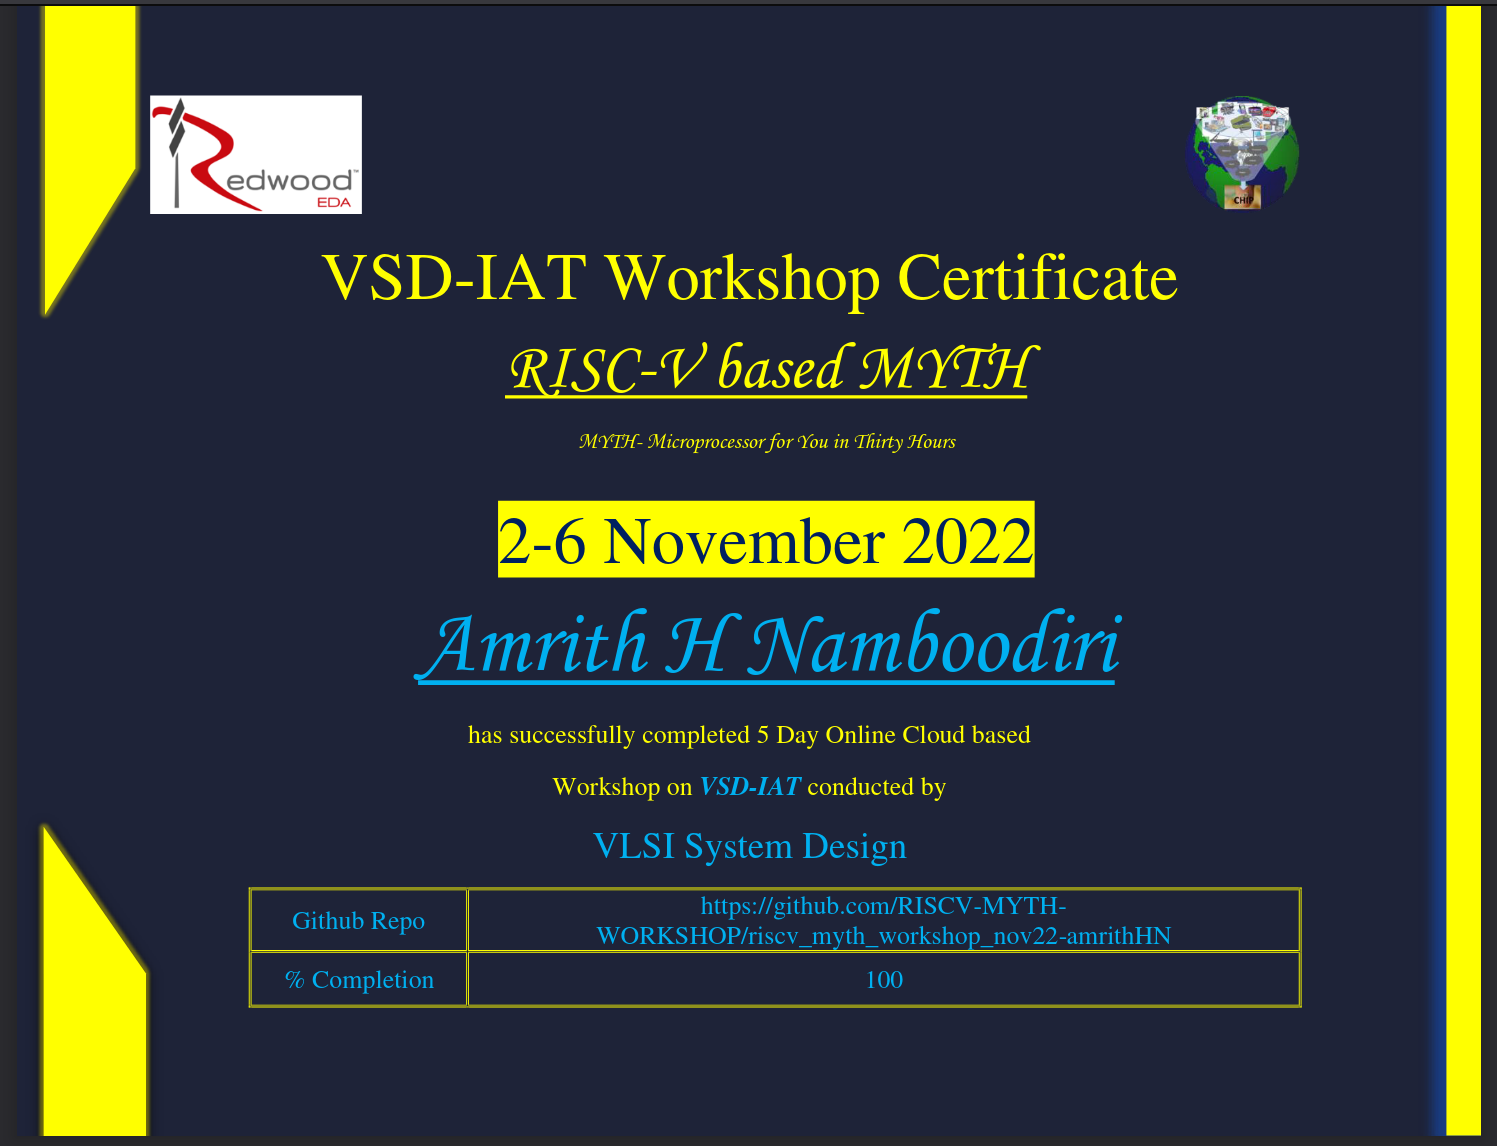 Redwood™
EDA
CHIP
VSD-IAT Workshop Certificate
RISC-V based MYTH
MYTH- Microprocessor for You in Thirty Hours
2-6 November 2022
Amrith H Namboodiri
has successfully completed 5 Day Online Cloud based
Workshop on VSD-IAT conducted by
VLSI System Design
Github Repo
https://github.com/RISCV-MYTH-
WORKSHOP/riscv_myth_workshop_nov22-amrithHN
% Completion
100